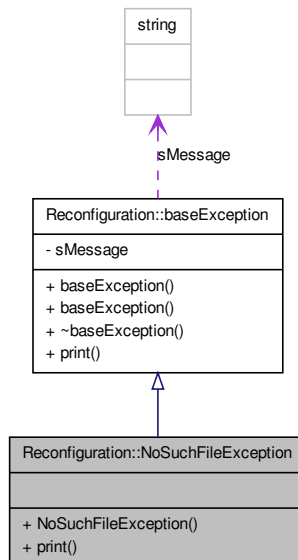 string
sMessage
Reconfiguration::baseException
- sMessage
+ baseException()
+ baseException()
+ ~baseException()
+ print()
Reconfiguration::NoSuchFileException
+ NoSuchFileException()
+ print()